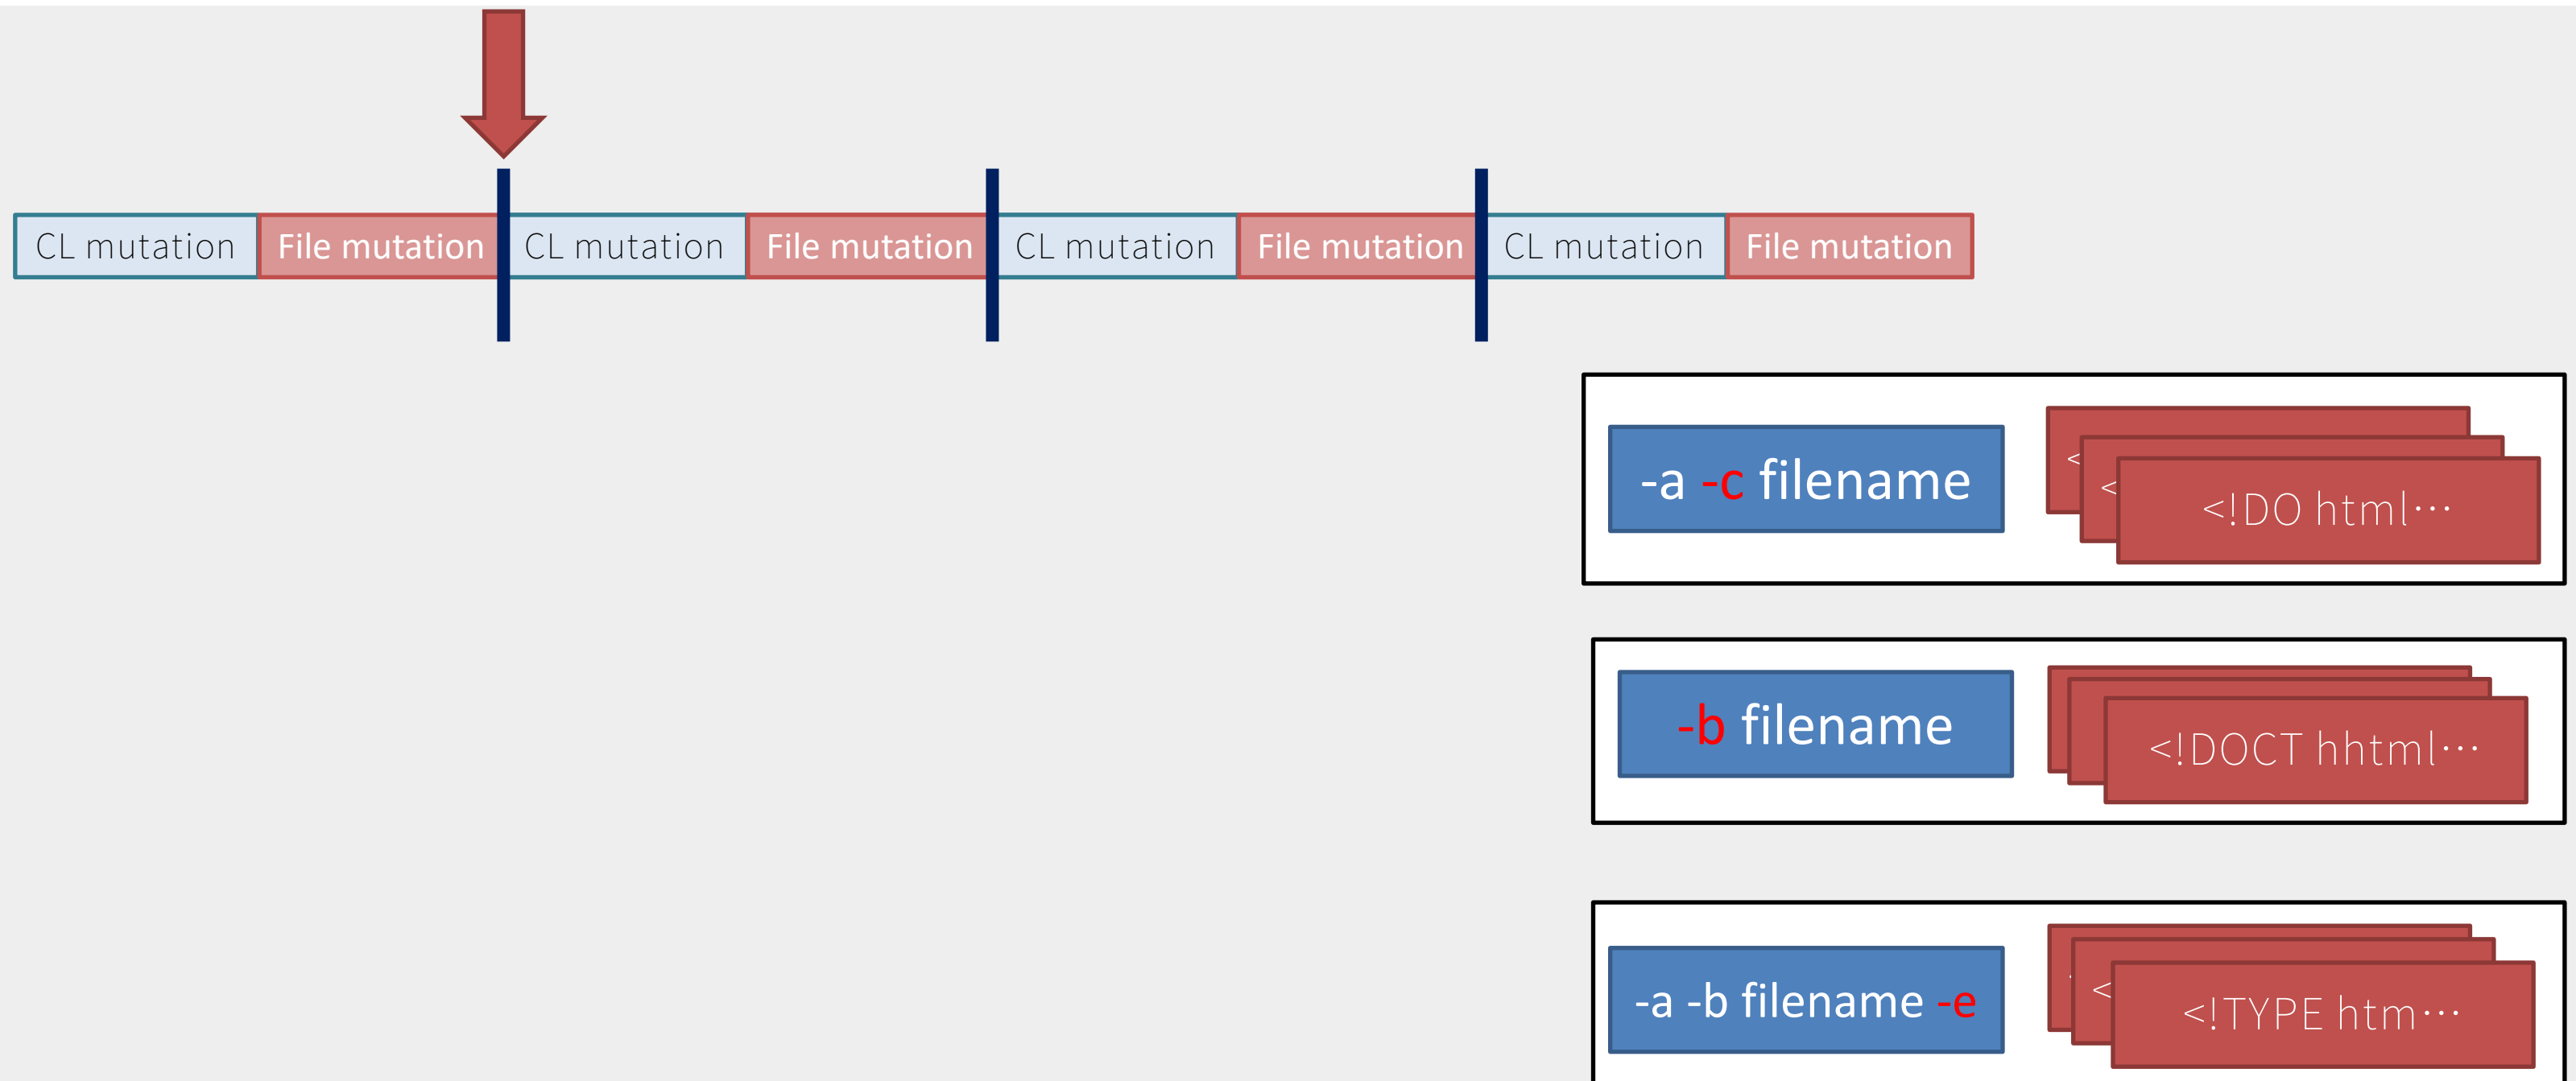 CL mutation File mutation CL mutation File mutation CL mutation File mutation CL mutation File mutation
-a -c filename
<
<
<!DO html⋯
-b filename
<!DOCT hhtml⋯
-a -b filename -e
<
<!TYPE htm⋯